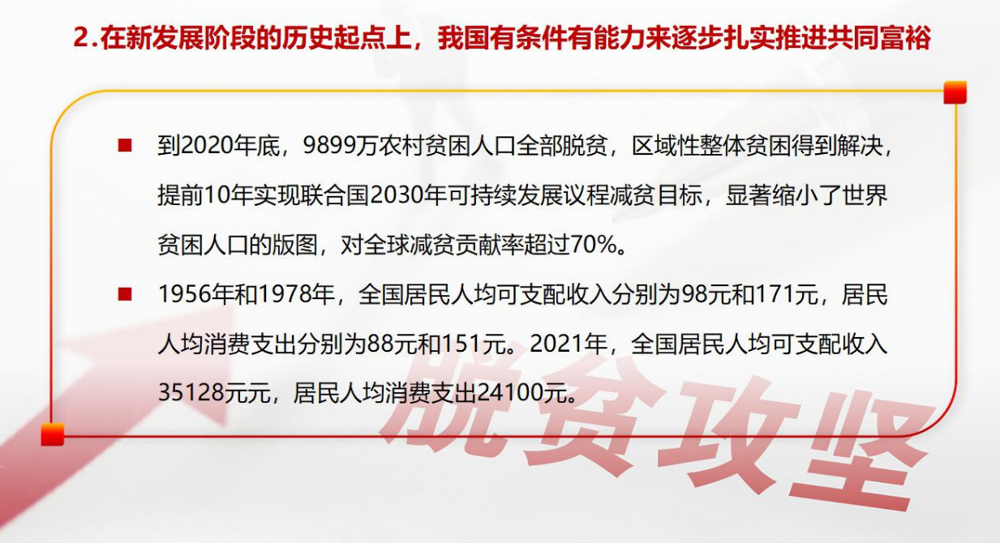 2.在新发展阶段的历史起点上，我国有条件有能力来逐步扎实推进共同富裕
到2020年底，9899万农村贫困人口全部脱贫，区域性整体贫困得到解决，
提前10年实现联合国2030年可持续发展议程减贫目标，显著缩小了世界
贫困人口的版图，对全球减贫贡献率超过70%。
1956年和1978年，全国居民人均可支配收入分别为98元和171元，居民
人均消费支出分别为88元和151元。2021年，全国居民人均可支配收入
35128元元，居民人均消费支出24100元。
脱贫攻坚